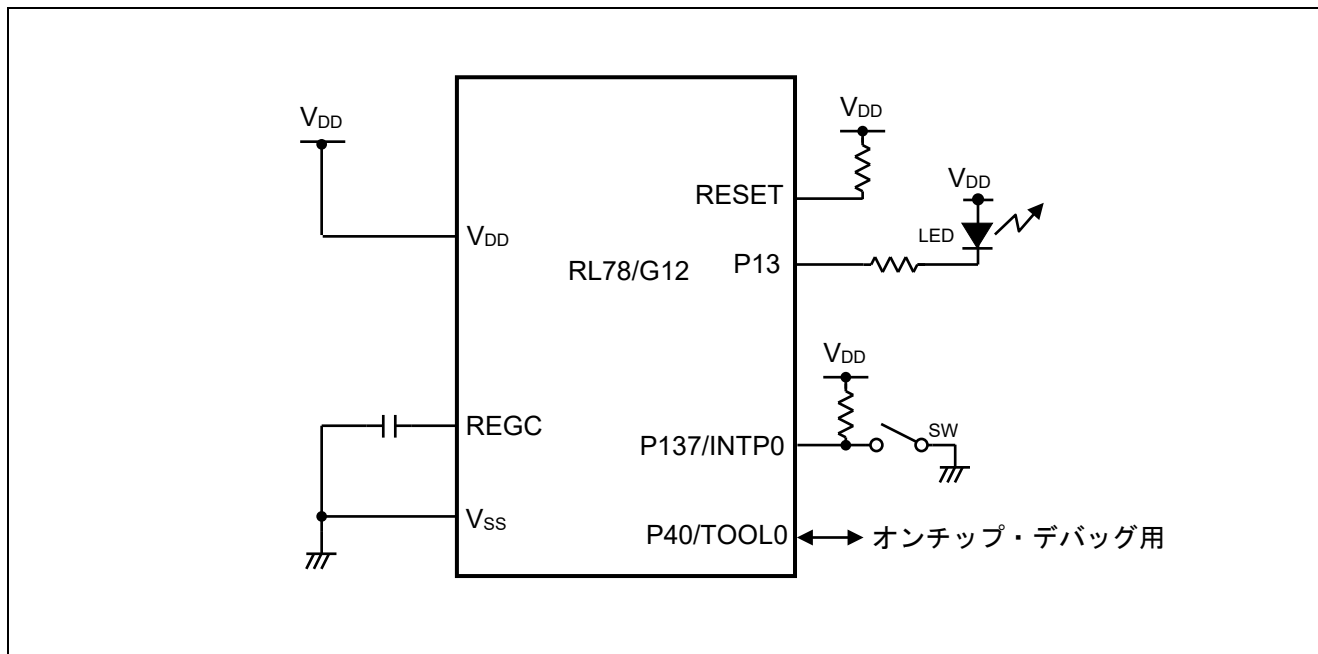 VDD
VDD
RESET
VDD
LED
VDD
RL78/G12
P13
VDD
REGC
P137/INTP0
SW
VSS
P40/TOOL0
オンチップ・デバッグ用